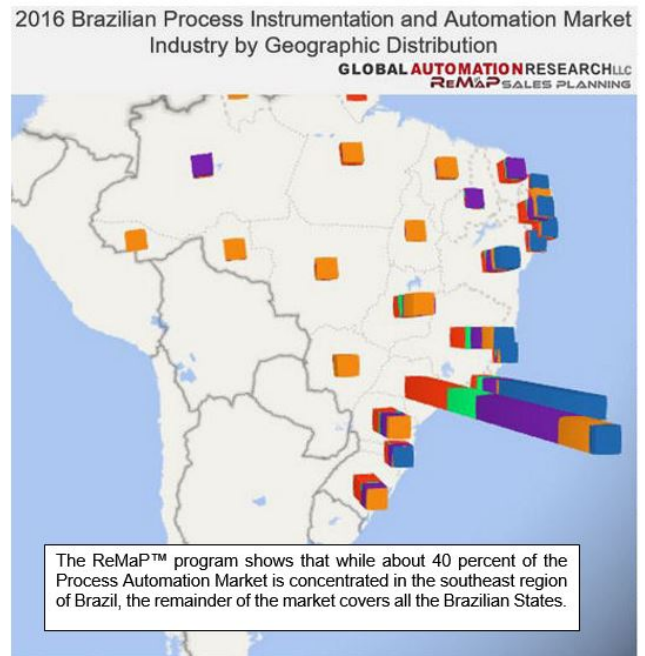 2016 Brazilian Process Instrumentation and Automation Market
Industry by Geographic Distribution
GLOBAL AUTOMATION RESEARCH LLC
REMAP SALES PLANNING
The ReMaP™ program shows that while about 40 percent of the
Process Automation Market is concentrated in the southeast region
of Brazil, the remainder of the market covers all the Brazilian States.